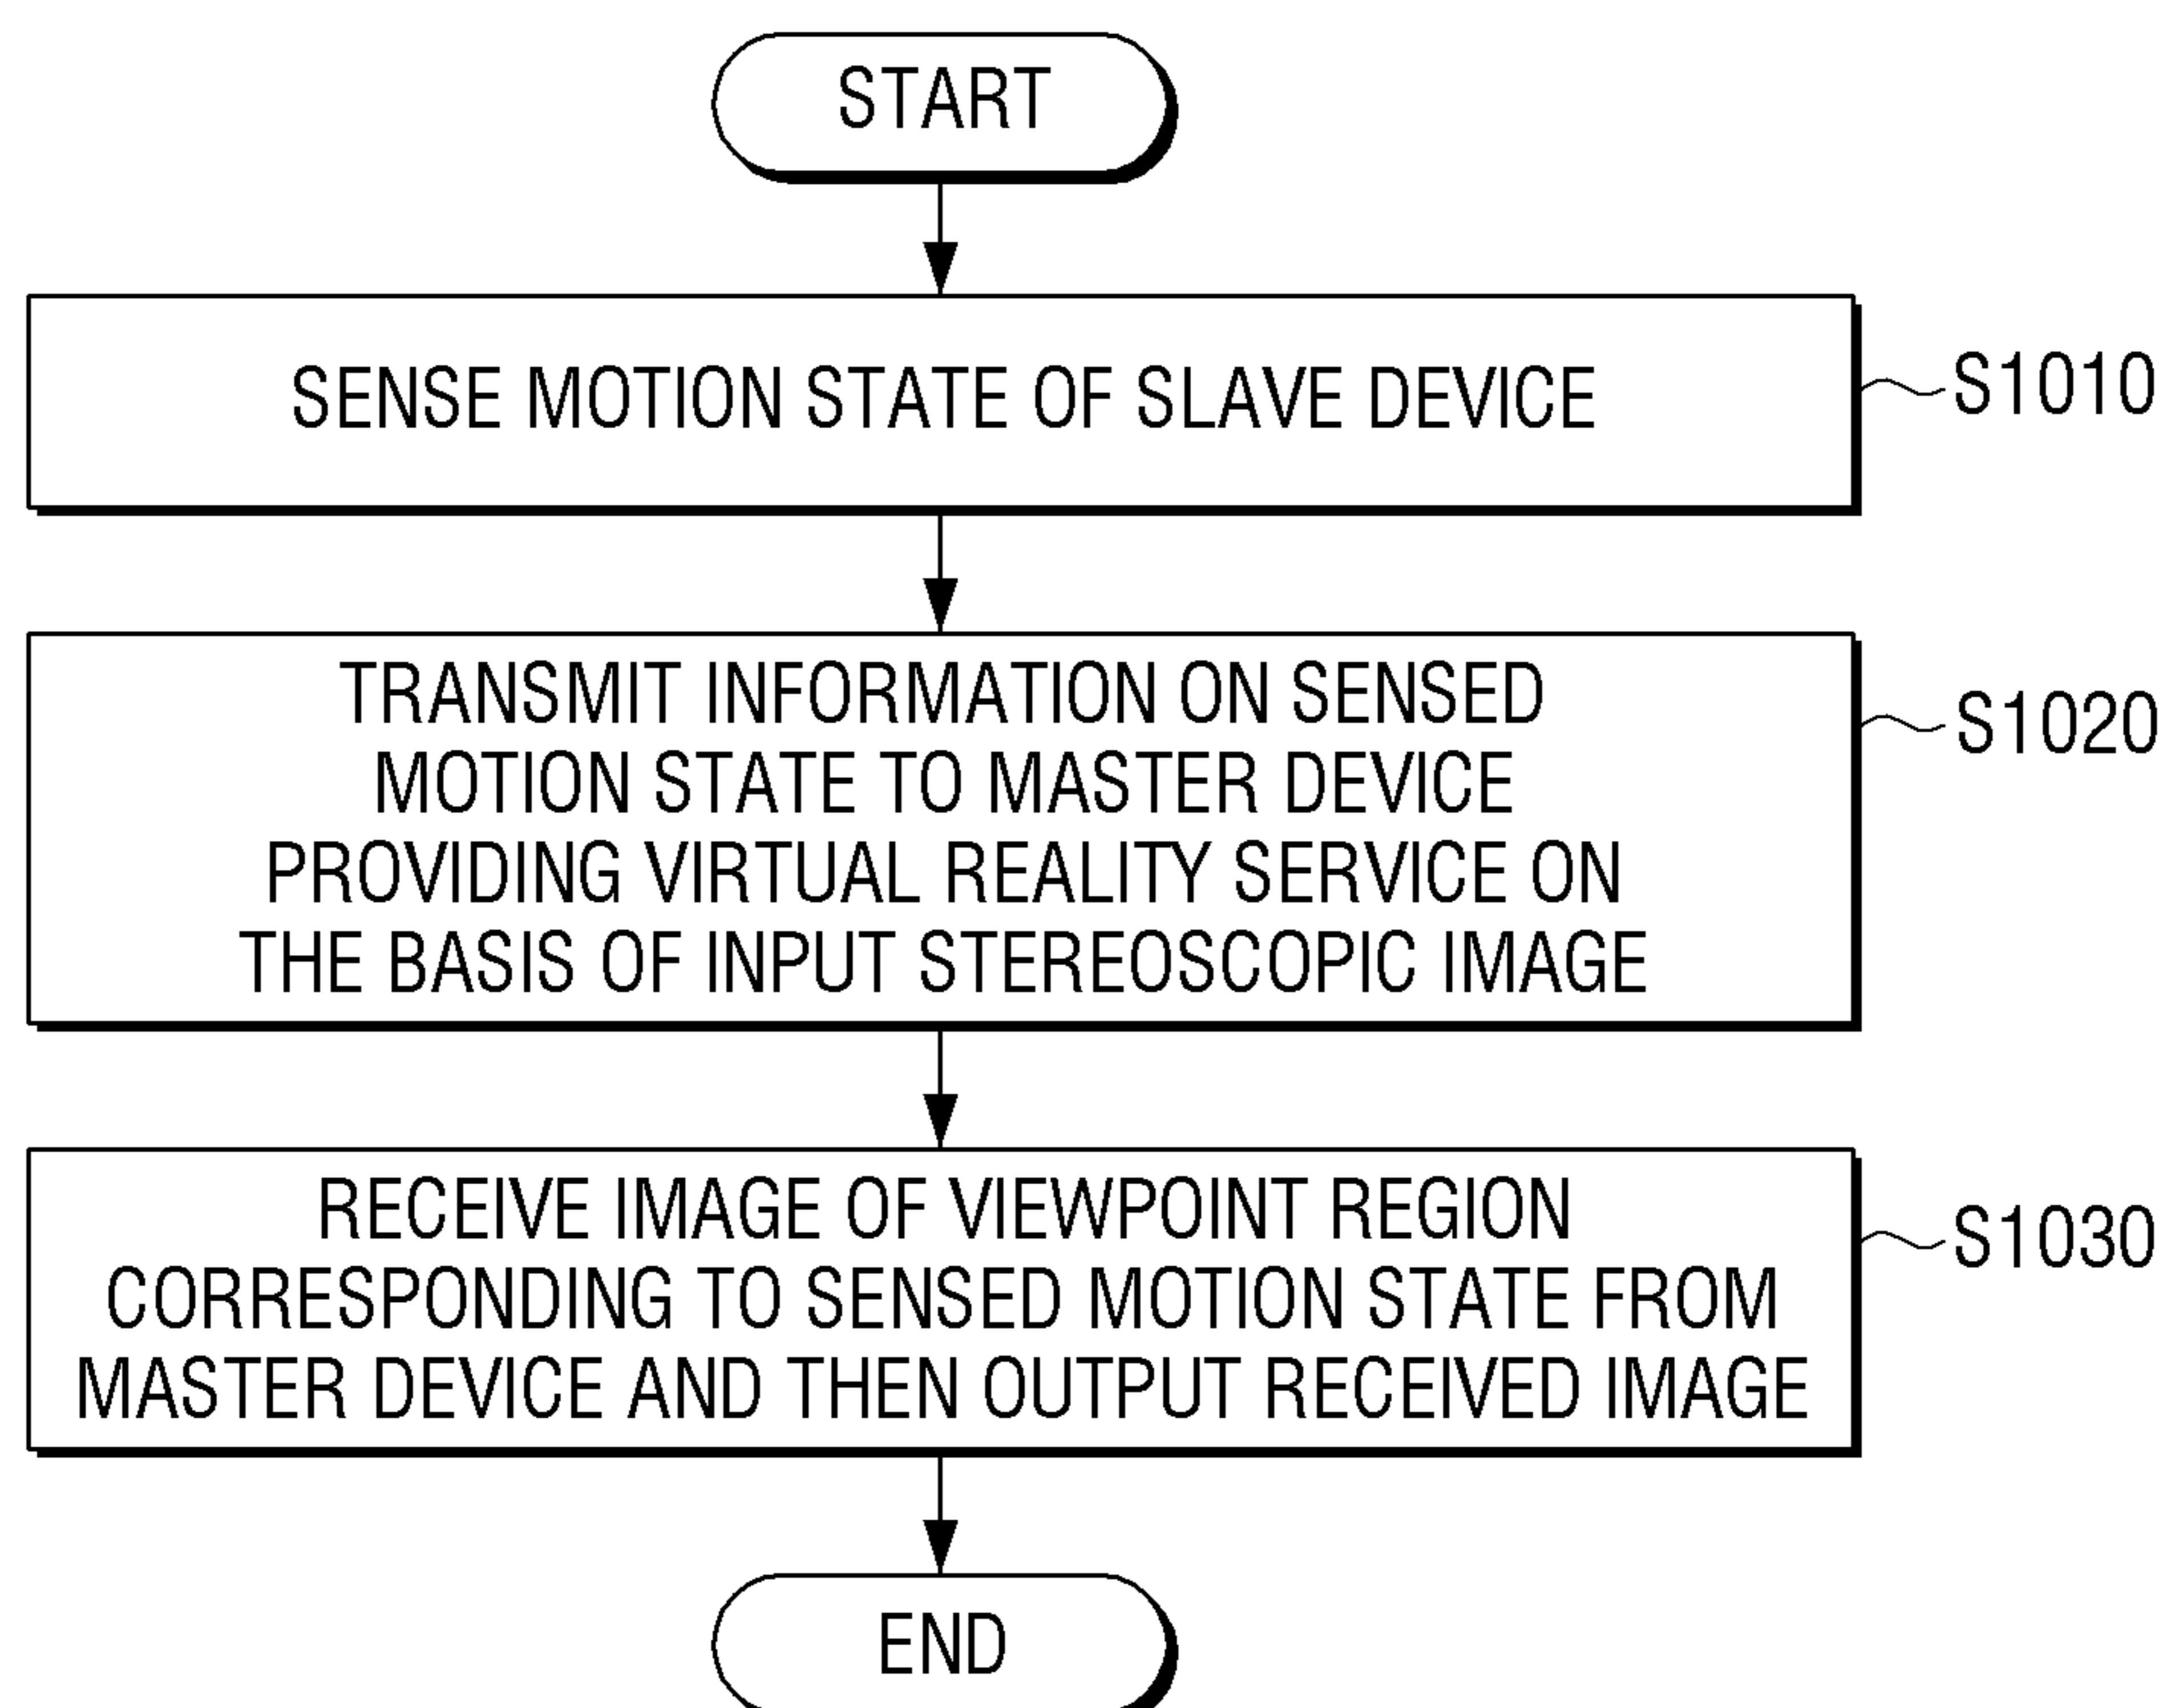 START
SENSE MOTION STATE OF SLAVE DEVICE
S1010
TRANSMIT INFORMATION ON SENSED
MOTION STATE TO MASTER DEVICE
PROVIDING VIRTUAL REALITY SERVICE ON
THE BASIS OF INPUT STEREOSCOPIC IMAGE
S1020
RECEIVE IMAGE OF VIEWPOINT REGION
CORRESPONDING TO SENSED MOTION STATE FROM
MASTER DEVICE AND THEN OUTPUT RECEIVED IMAGE
S1030
END